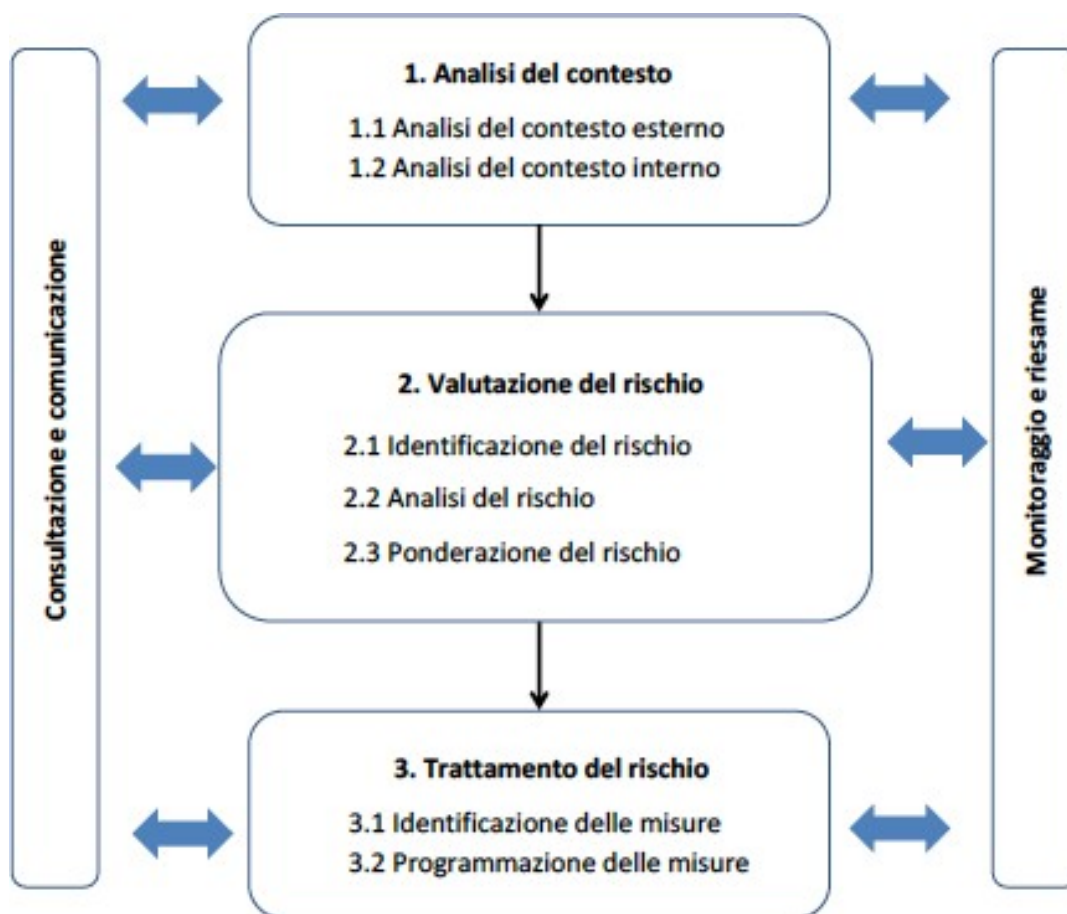 Consultazione e comunicazione
1. Analisi del contesto
1.1 Analisi del contesto esterno
1.2 Analisi del contesto interno
2. Valutazione del rischio
2.1 Identificazione del rischio
2.2 Analisi del rischio
2.3 Ponderazione del rischio
3. Trattamento del rischio
3.1 Identificazione delle misure
3.2 Programmazione delle misure
Monitoraggio e riesame